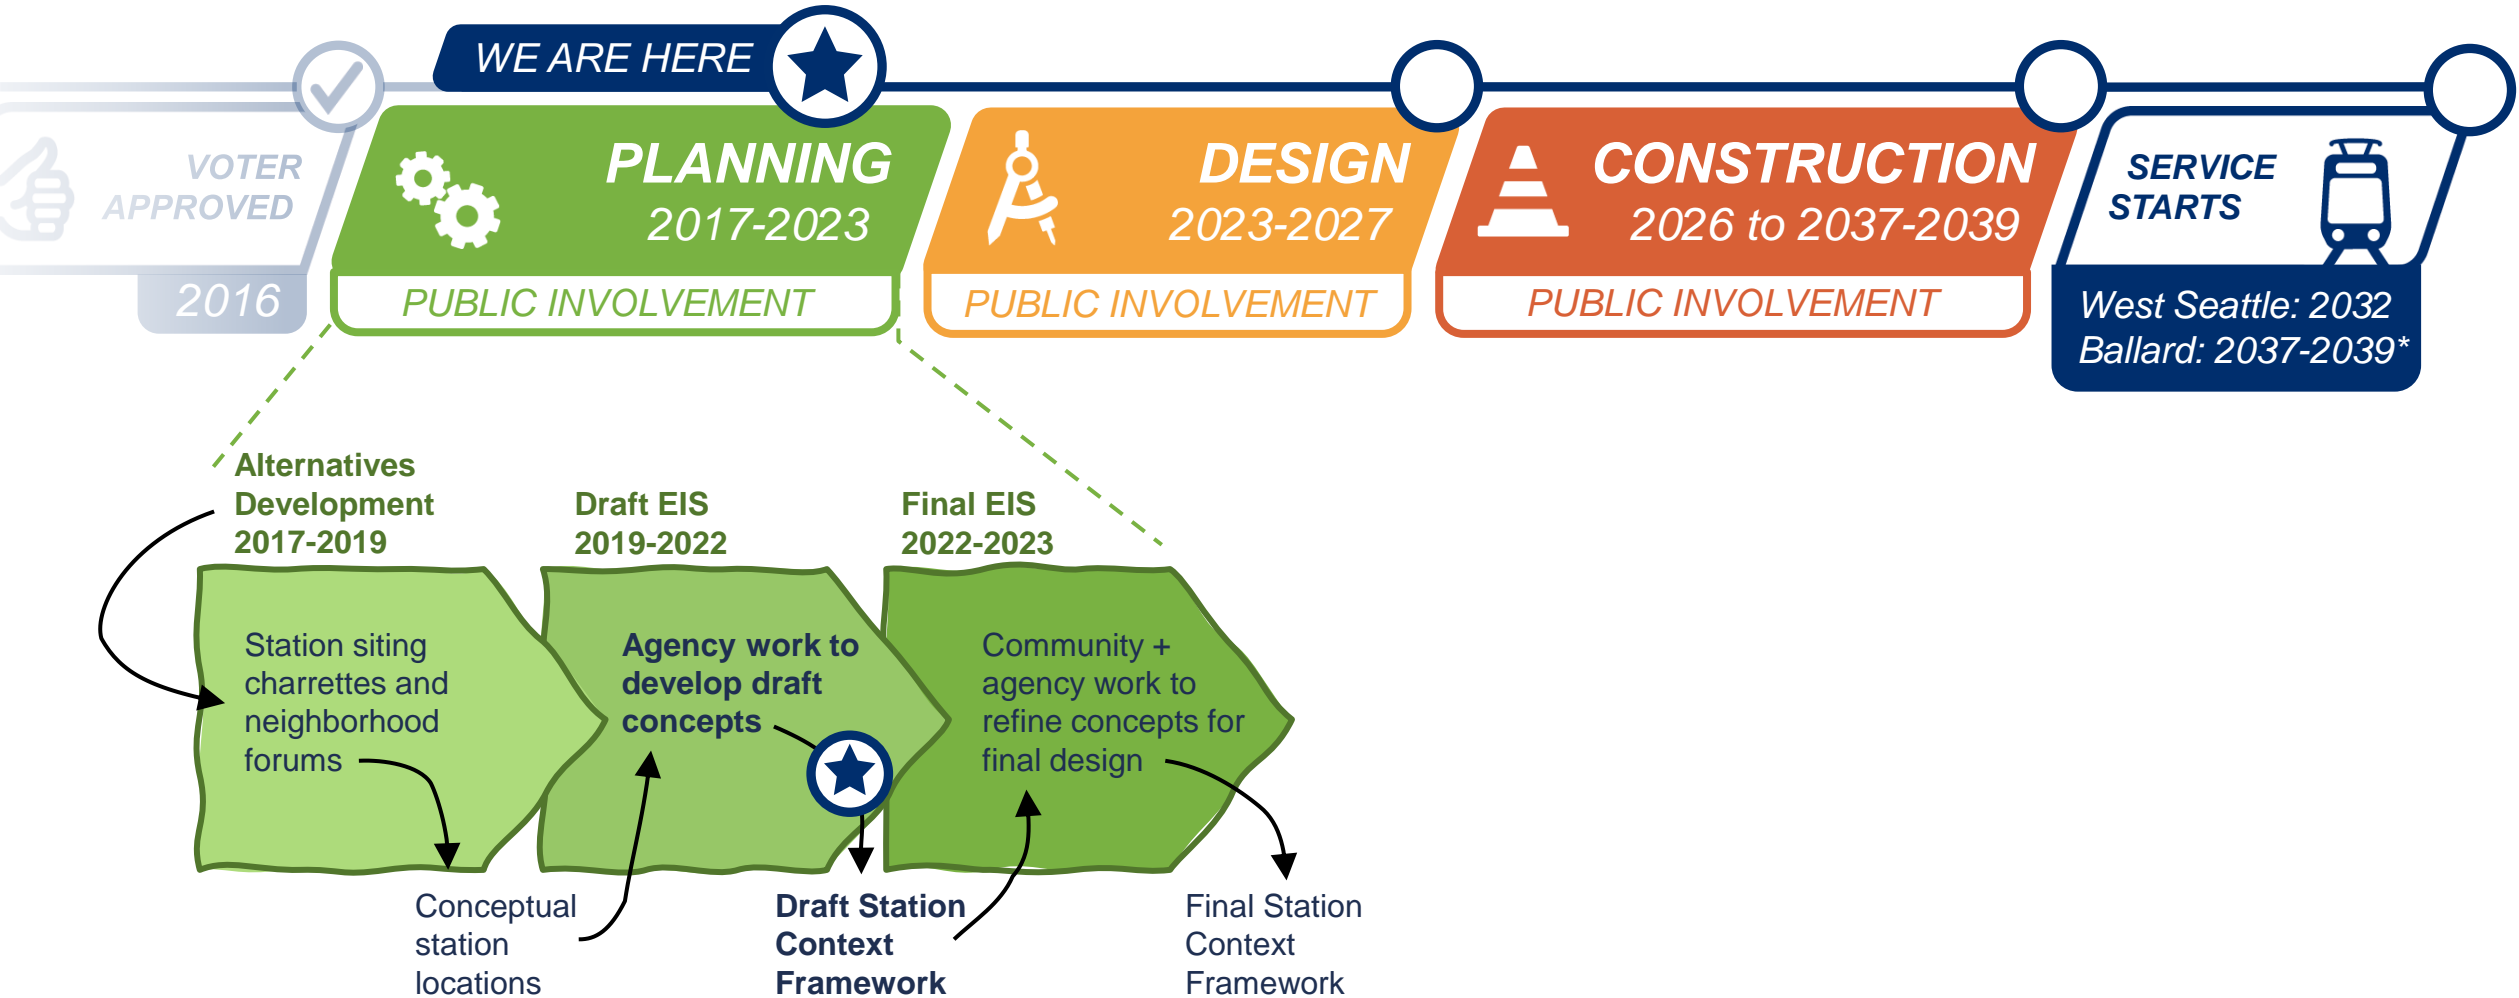 WE ARE HERE
VOTER
APPROVED
2016
PLANNING
2017-2023
PUBLIC INVOLVEMENT
DESIGN
2023-2027
PUBLIC INVOLVEMENT
CONSTRUCTION
2026 to 2037-2039
PUBLIC INVOLVEMENT
SERVICE
STARTS
West Seattle: 2032
Ballard: 2037-2039*
Alternatives
Development
2017-2019
Draft EIS
2019-2022
Final EIS
2022-2023
Station siting
charrettes and
neighborhood
forums
Agency work to
develop draft
concepts
Community +
agency work to
refine concepts for
final design
Conceptual
station
locations
Draft Station
Context
Framework
Final Station
Context
Framework